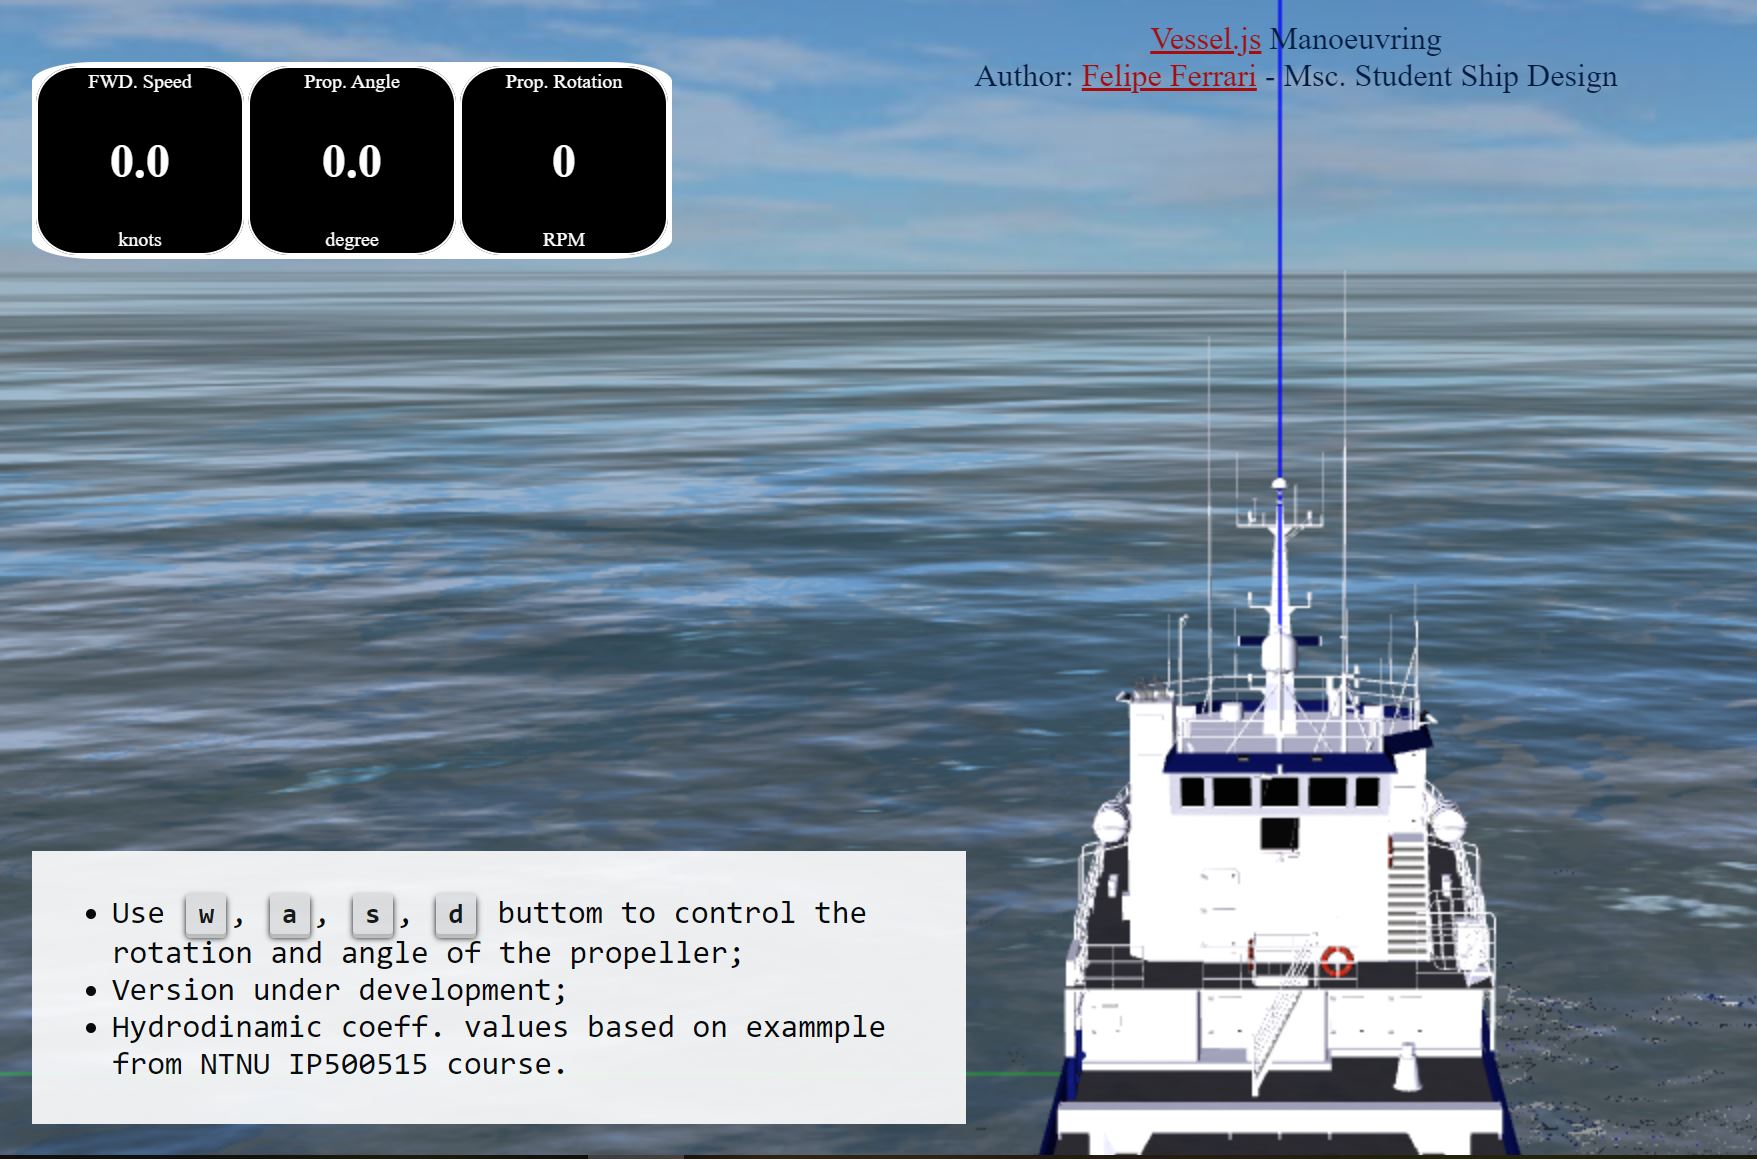 Vessel.js Manoeuvring
Author: Felipe Ferrari - Msc. Student Ship Design
FWD. Speed
0.0
knots
Prop. Angle
0.0
degree
Prop. Rotation
0
RPM
Use w, a, s, d buttom to control the
rotation and angle of the propeller;
Version under development;
Hydrodinamic coeff. values based on exammple
from NTNU IP500515 course.